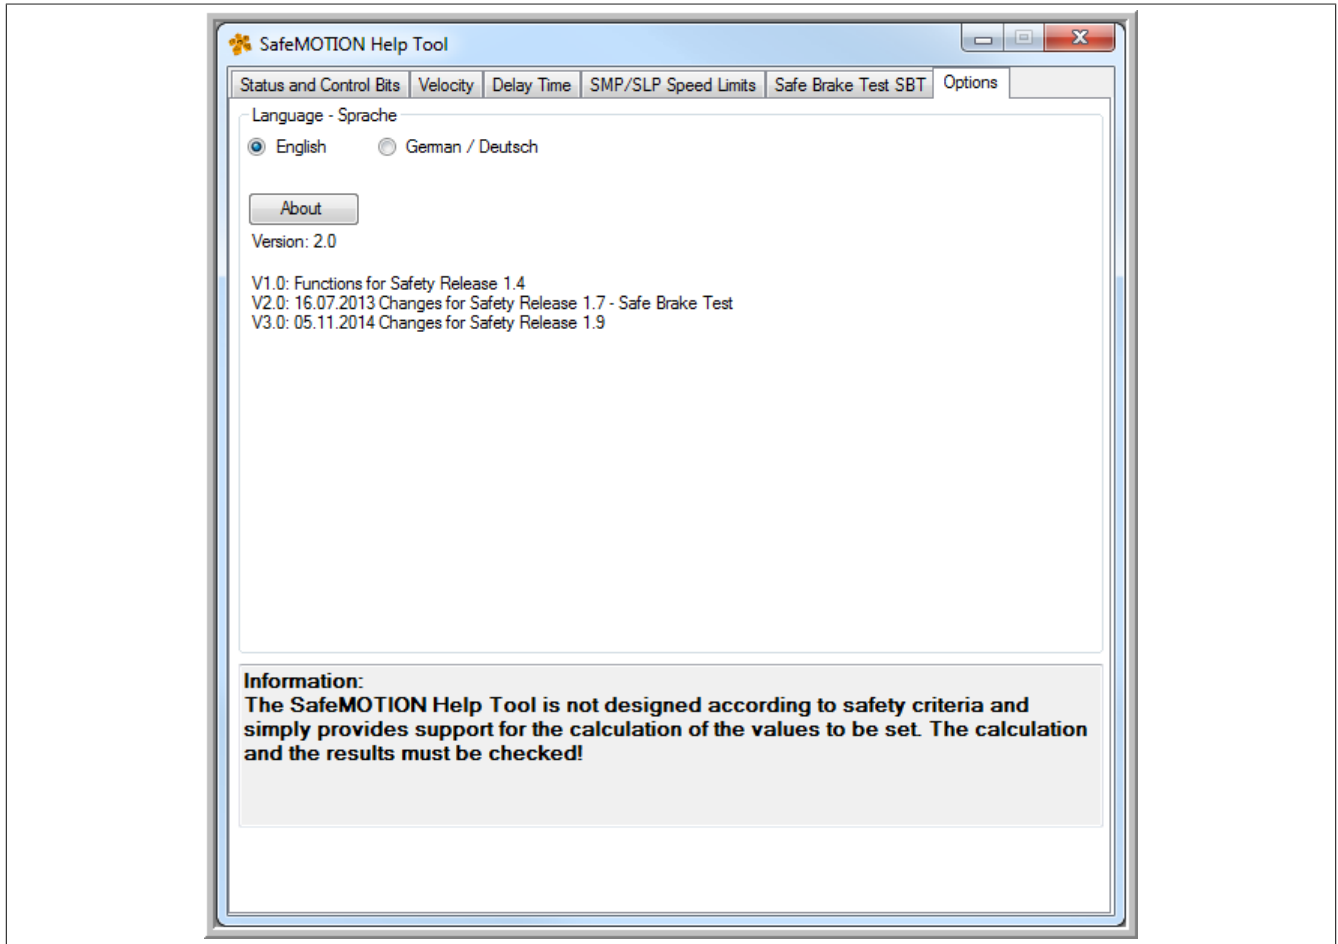 SafeMOTION Help Tool
Status and Control Bits Velocity Delay Time SMP/SLP Speed Limits Safe Brake Test SBT Options
Language - Sprache
English German / Deutsch
About
Version: 2.0
V1.0: Functions for Safety Release 1.4
V2.0: 16.07.2013 Changes for Safety Release 1.7 - Safe Brake Test
V3.0: 05.11.2014 Changes for Safety Release 1.9
Information:
The SafeMOTION Help Tool is not designed according to safety criteria and
simply provides support for the calculation of the values to be set. The calculation
and the results must be checked!